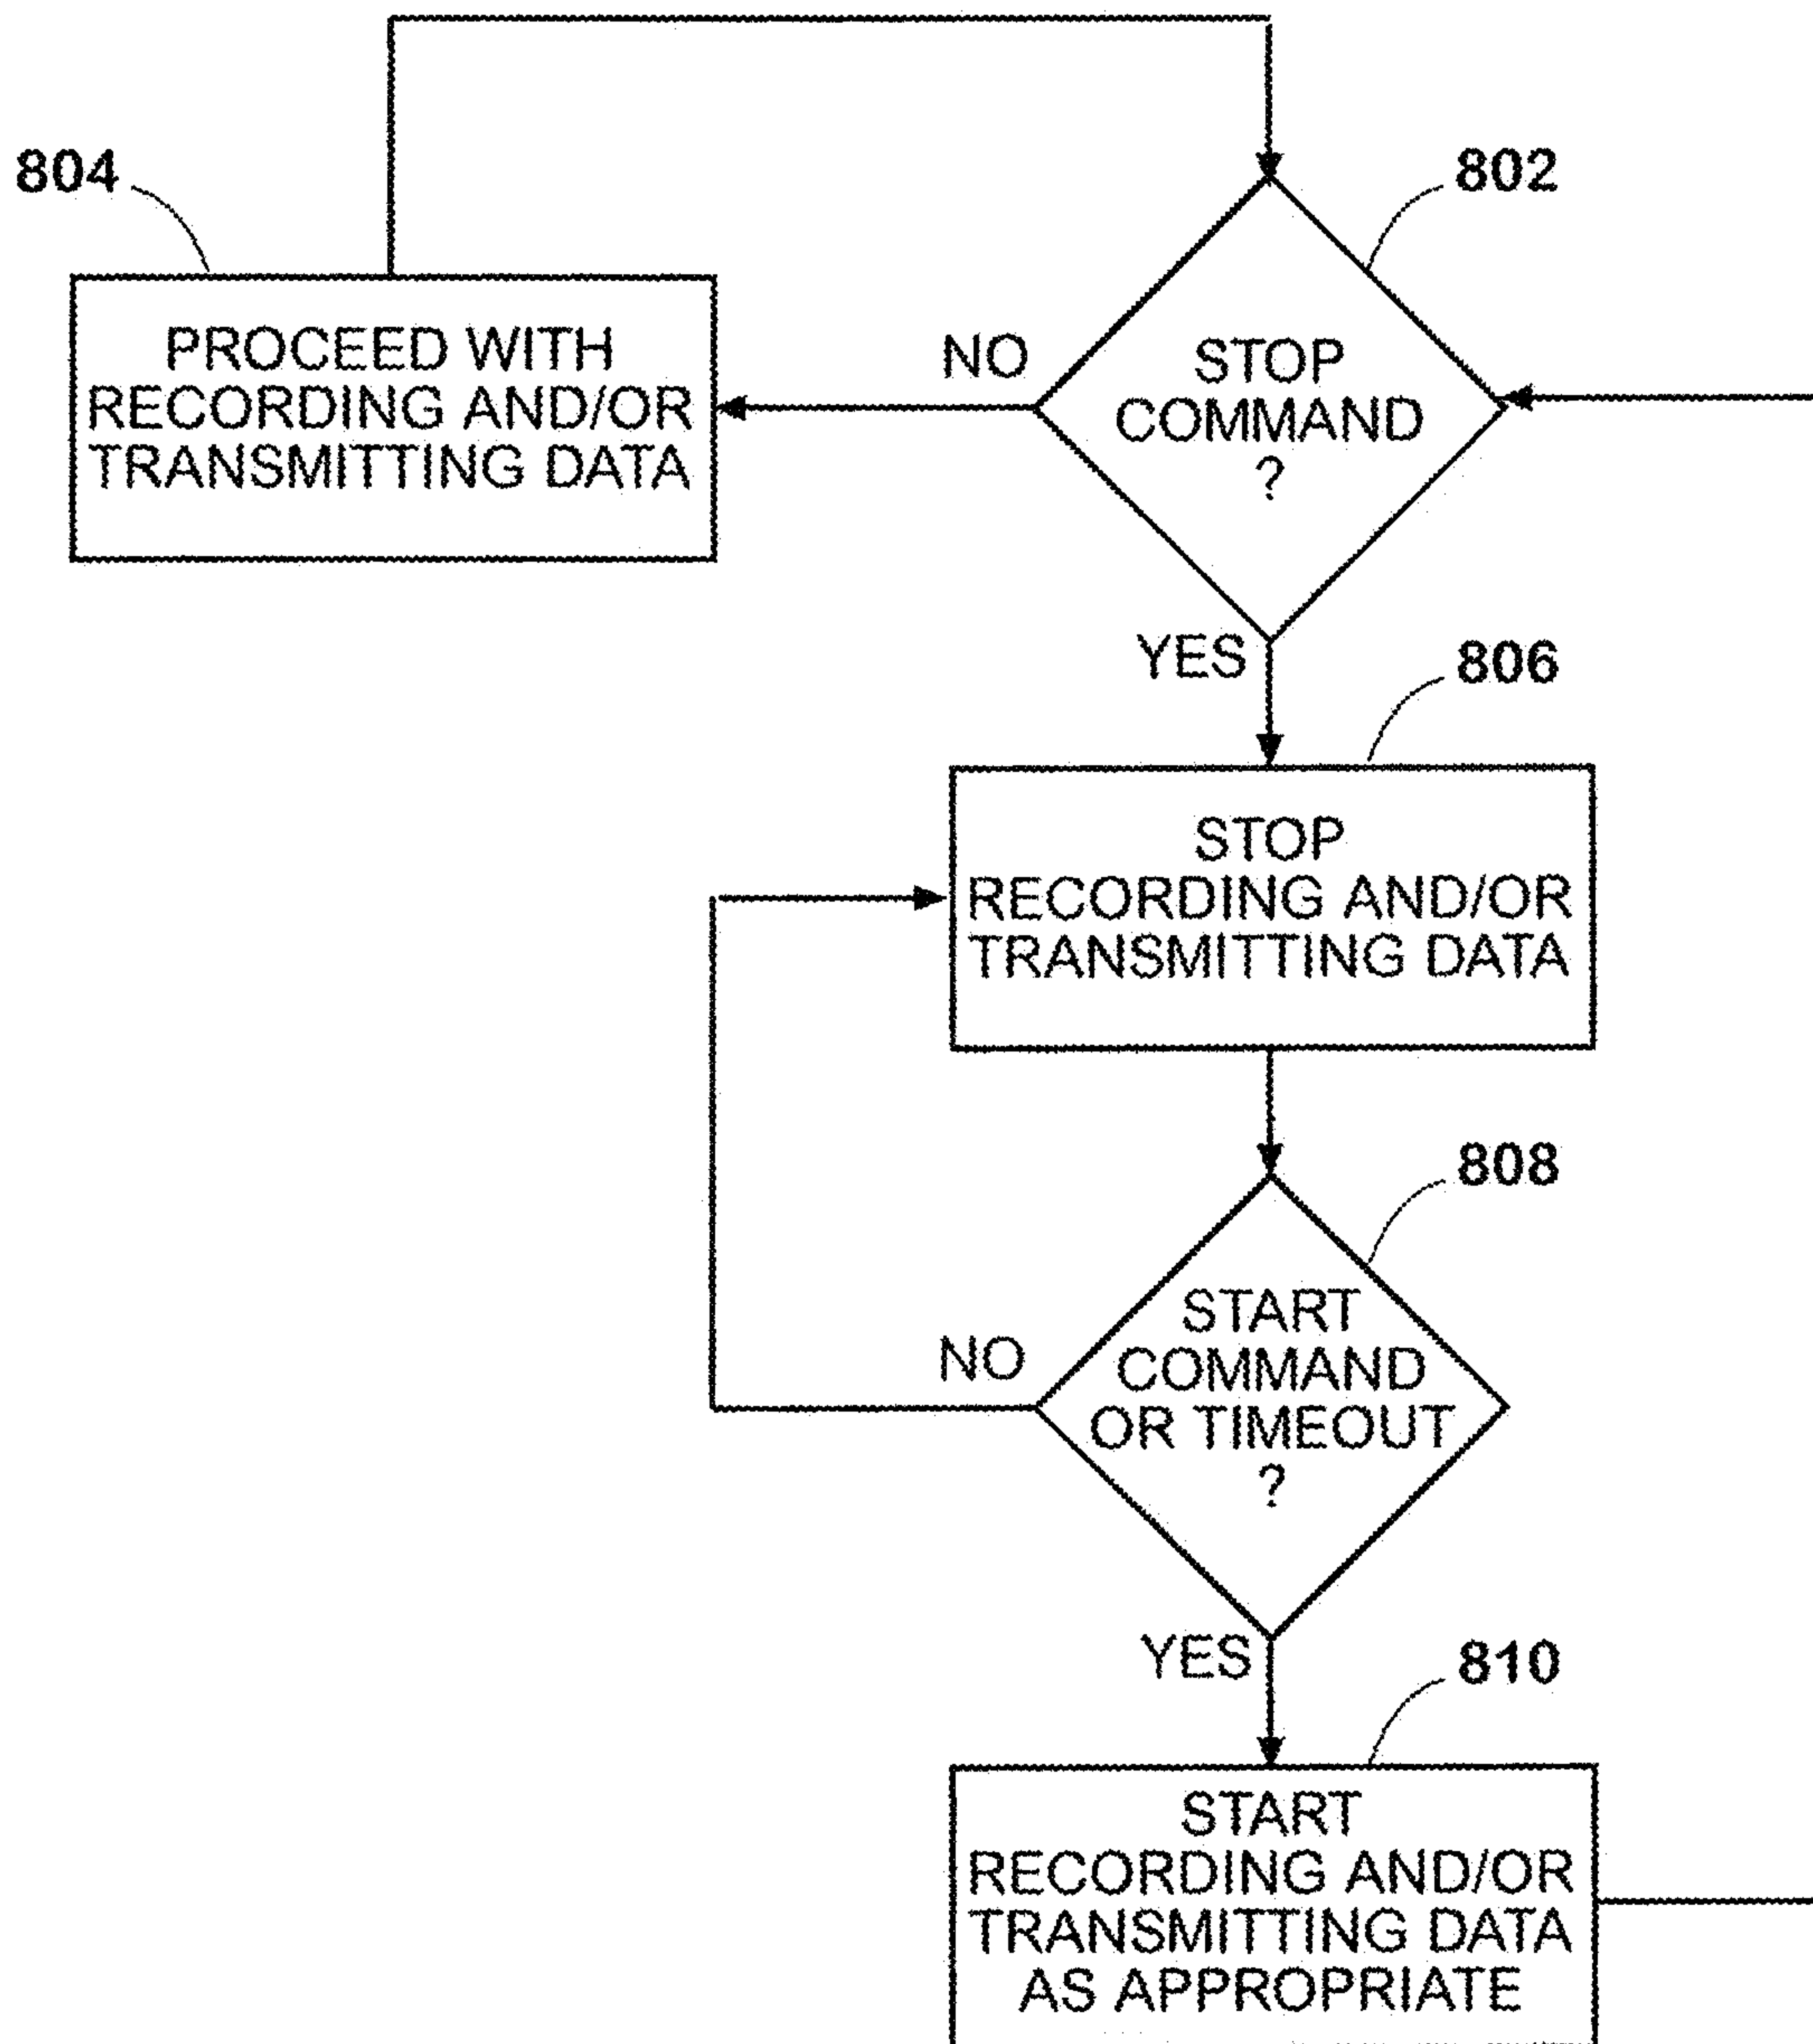 804
802
PROCEED WITH
RECORDING AND/OR
TRANSMITTING DATA
NO
STOP
COMMAND
?
YES
806
STOP
RECORDING AND/OR
TRANSMITTING DATA
808
NO
START
COMMAND
OR TIMEOUT
?
YES
810
START
RECORDING AND/OR
TRANSMITTING DATA
AS APPROPRIATE